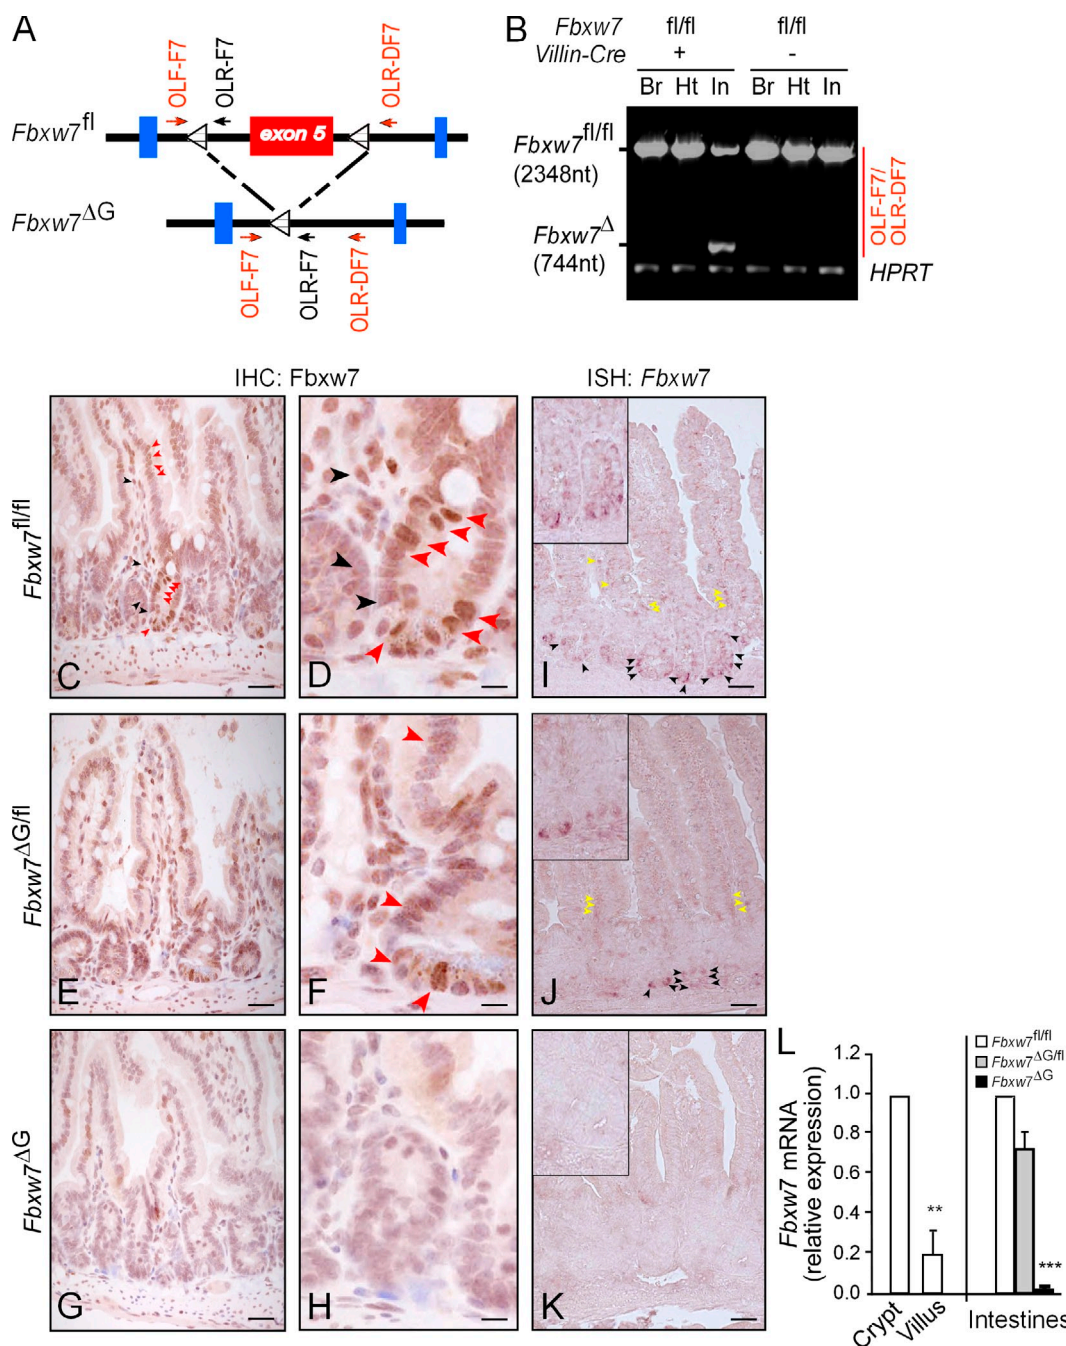 A
OLF-F7
OLR-F7
OLR-DF7
Fbxw7fl
exon 5
Fbxw7ΔG
OLF-F7
OLR-F7
OLR-DF7
B
Fbxw7 fl/fl fl/fl
Villin-Cre + -
Br Ht In Br Ht In
Fbxw7fl/fl
(2348nt)
Fbxw7Δ
(744nt)
OLF-F7/
OLR-DF7
HPRT
IHC: Fbxw7
ISH: Fbxw7
Fbxw7fl/fl
C
D
I
Fbxw7ΔG/fl
E
F
J
Fbxw7ΔG
G
H
K
L
Fbxw7fl/fl
Fbxw7ΔG/fl
Fbxw7ΔG
Fbxw7 mRNA
(relative expression)
1.2
1.0
0.8
0.6
0.4
0.2
0.0
**
***
Crypt
Villus
Intestines